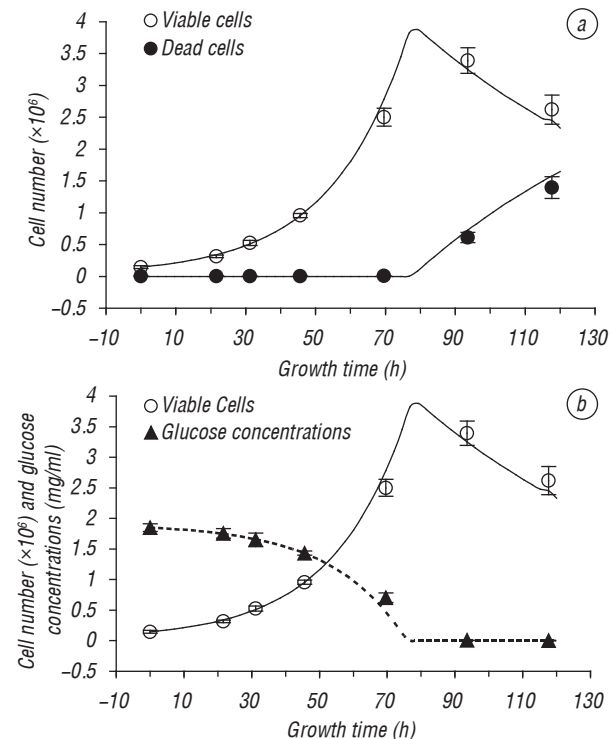 Viable cells
Dead cells
a
Cell number (×10⁶)
4
3.5
3
2.5
2
1.5
1
0.5
0
−0.5
−10 10 30 50 70 90 110 130
Growth time (h)
Viable Cells
Glucose concentrations
b
Cell number (×10⁶) and glucose
concentrations (mg/ml)
4
3.5
3
2.5
2
1.5
1
0.5
0
−0.5
−10 10 30 50 70 90 110 130
Growth time (h)